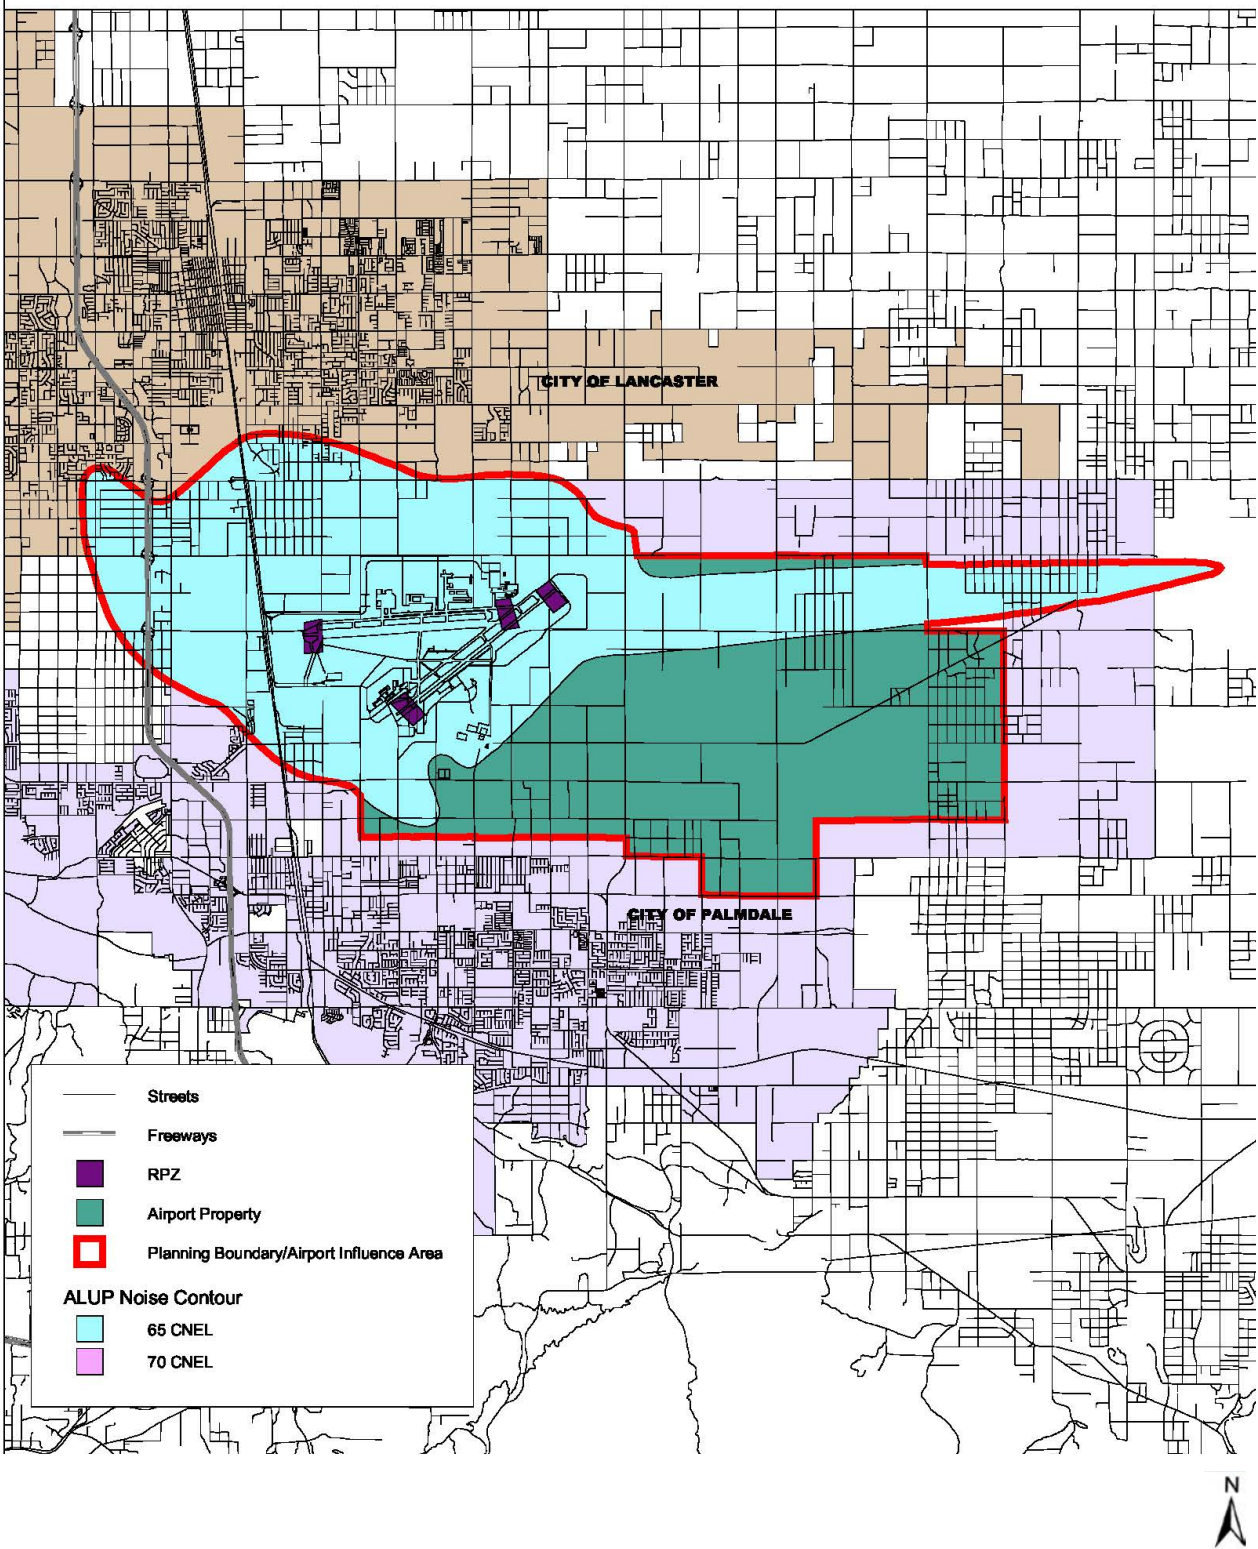 CITY OF LANCASTER
CITY OF PALMDALE
Streets
Freeways
RPZ
Airport Property
Planning Boundary/Airport Influence Area
ALUP Noise Contour
65 CNEL
70 CNEL
N